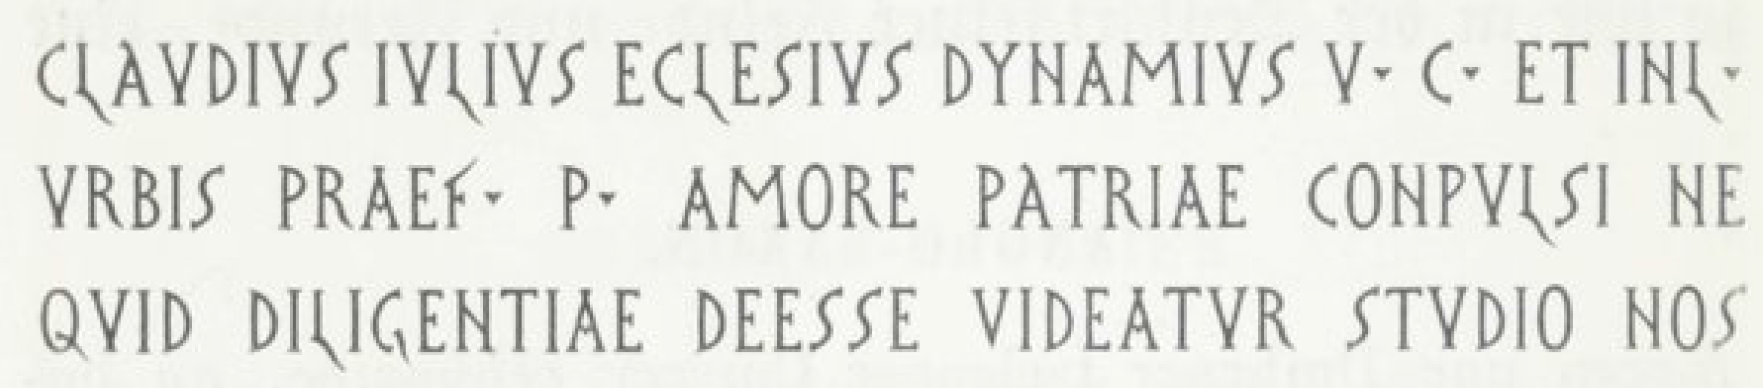 CLAVDIVS IVLIVS ECLESIVS DYNAMIVS V· C· ET INL·
VRBIS PRAEF· P· AMORE PATRIAE CONPVLSI NE
QVID DILIGENTIAE DEESSE VIDEATVR STVDIO NOS